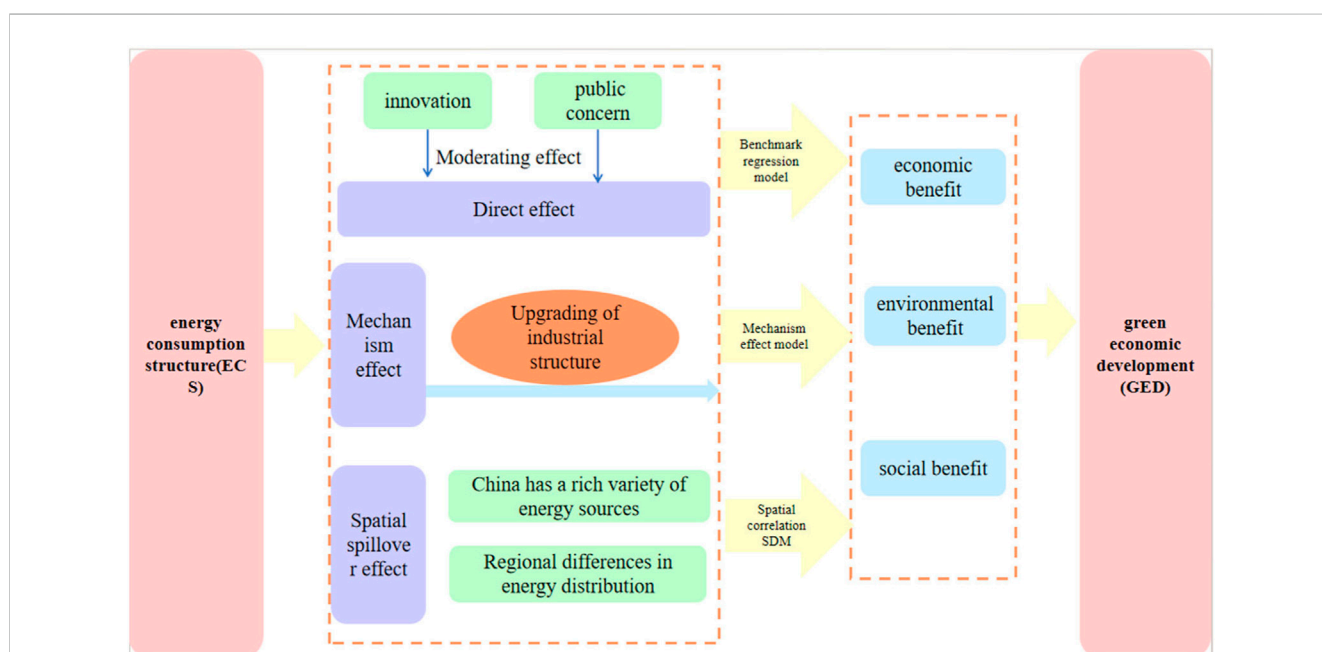 energy
consumption
structure(EC
S)
innovation
public
concern
Moderating effect
Direct effect
Mechan
ism
effect
Upgrading of
industrial
structure
Spatial
spillove
r effect
China has a rich variety of
energy sources
Regional differences in
energy distribution
Benchmark
regression
model
Mechanism
effect model
Spatial
correlation
SDM
economic
benefit
environmental
benefit
social benefit
green
economic
development
(GED)